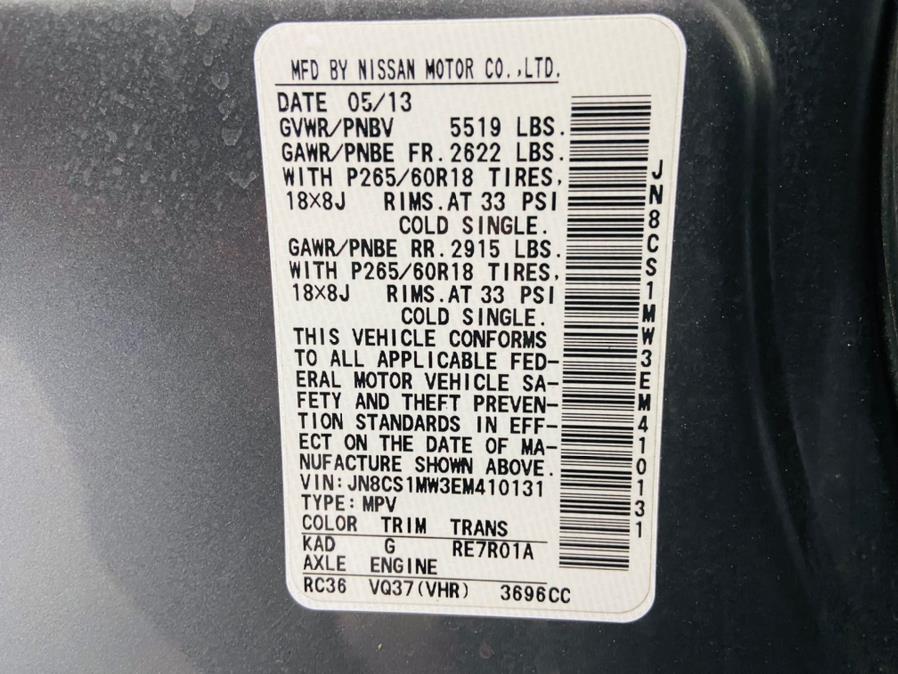 MFD BY NISSAN MOTOR CO.,LTD.
DATE 05/13
GVWR/PNBV 5519 LBS.
GAWR/PNBE FR.2622 LBS.
WITH P265/60R18 TIRES,
18×8J RIMS.AT 33 PSI
COLD SINGLE.
GAWR/PNBE RR.2915 LBS.
WITH P265/60R18 TIRES,
18×8J RIMS.AT 33 PSI
COLD SINGLE.
THIS VEHICLE CONFORMS
TO ALL APPLICABLE FED-
ERAL MOTOR VEHICLE SA-
FETY AND THEFT PREVEN-
TION STANDARDS IN EFF-
ECT ON THE DATE OF MA-
NUFACTURE SHOWN ABOVE.
VIN:JN8CS1MW3EM410131
TYPE:MPV
COLOR TRIM TRANS
KAD G RE7R01A
AXLE ENGINE
RC36 VQ37(VHR) 3696CC
JN8CS1MW3EM410131